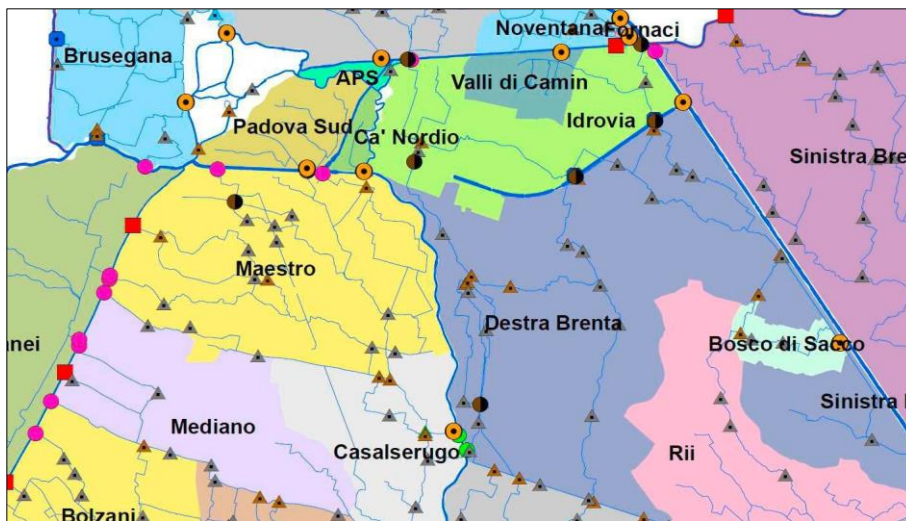 Noventana
Fornaci
Brusegana
APS
Valli di Camin
Padova Sud
Ca' Nordio
Idrovia
Sinistra Bre
Maestro
Destra Brenta
anei
Bosco di Sacco
Sinistra
Mediano
Casalserugo
Rii
Bolzani